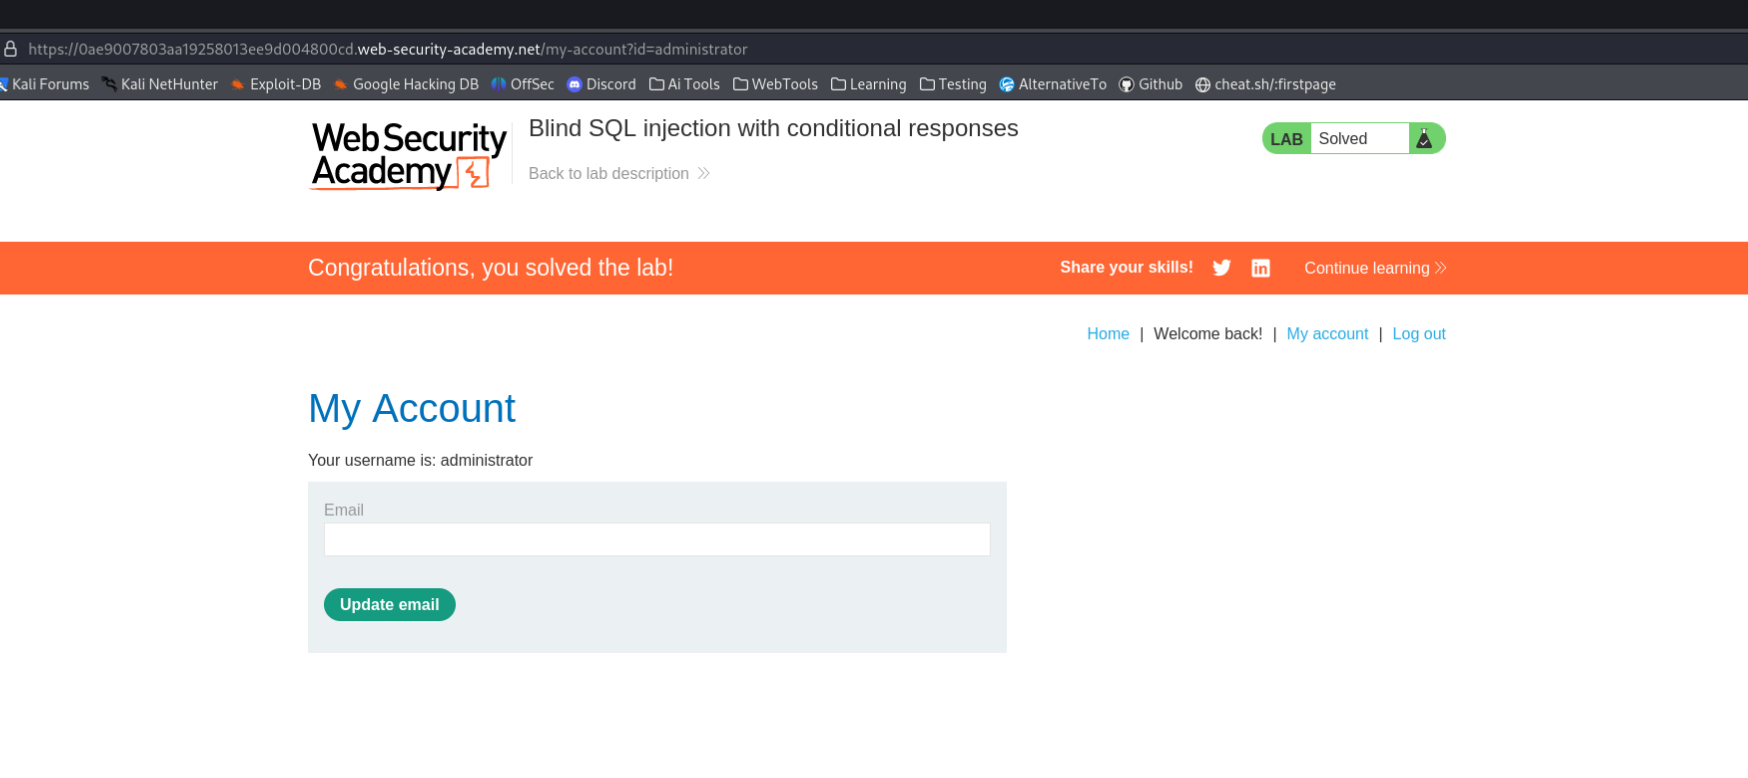 https://0ae9007803aa19258013ee9d004800cd.web-security-academy.net/my-account?id=administrator
Kali Forums Kali NetHunter Exploit-DB Google Hacking DB OffSec Discord Ai Tools WebTools Learning Testing AlternativeTo Github cheat.sh/:firstpage
Web Security
Academy
Blind SQL injection with conditional responses
Back to lab description
LAB Solved
Congratulations, you solved the lab!
Share your skills!
Continue learning
Home | Welcome back! | My account | Log out
My Account
Your username is: administrator
Email
Update email